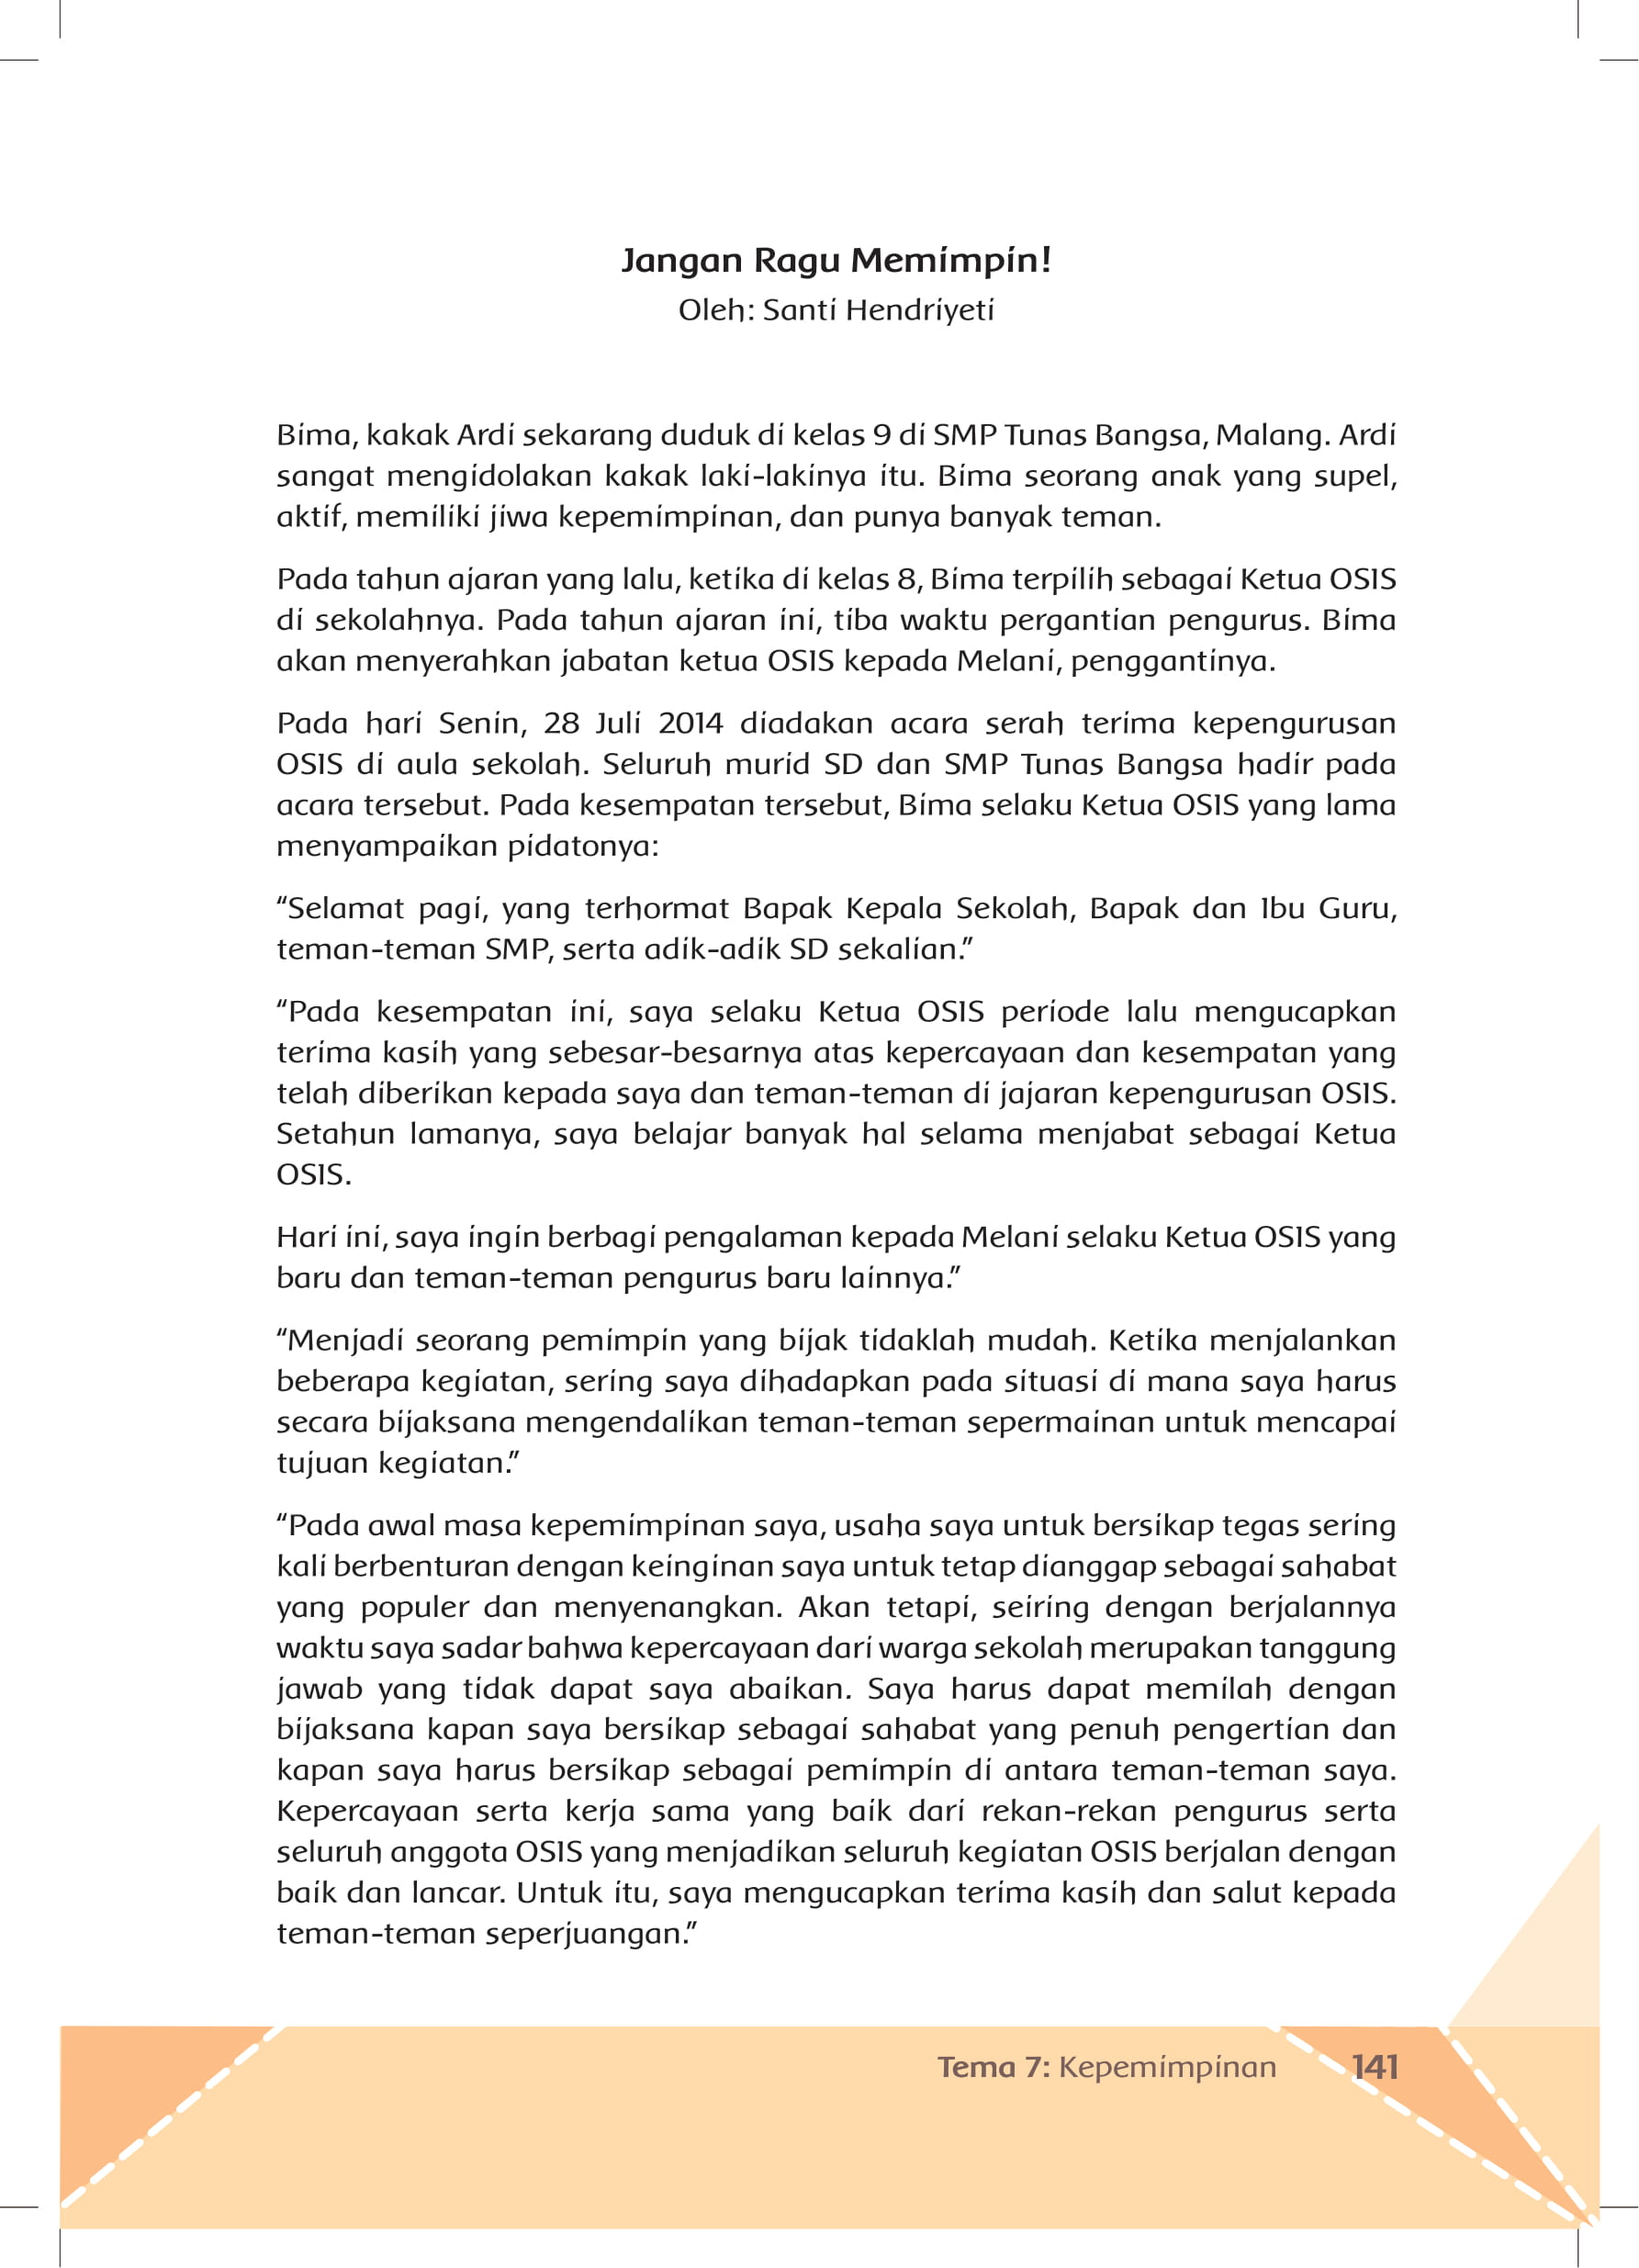 Jangan Ragu Memimpin!
Oleh: Santi Hendriyeti
Bima, kakak Ardi sekarang duduk di kelas 9 di SMP Tunas Bangsa, Malang. Ardi
sangat mengidolakan kakak laki-lakinya itu. Bima seorang anak yang supel,
aktif, memiliki jiwa kepemimpinan, dan punya banyak teman.
Pada tahun ajaran yang lalu, ketika di kelas 8, Bima terpilih sebagai Ketua OSIS
di sekolahnya. Pada tahun ajaran ini, tiba waktu pergantian pengurus. Bima
akan menyerahkan jabatan ketua OSIS kepada Melani, penggantinya.
Pada hari Senin, 28 Juli 2014 diadakan acara serah terima kepengurusan
OSIS di aula sekolah. Seluruh murid SD dan SMP Tunas Bangsa hadir pada
acara tersebut. Pada kesempatan tersebut, Bima selaku Ketua OSIS yang lama
menyampaikan pidatonya:
“Selamat pagi, yang terhormat Bapak Kepala Sekolah, Bapak dan Ibu Guru,
teman-teman SMP, serta adik-adik SD sekalian.”
“Pada kesempatan ini, saya selaku Ketua OSIS periode lalu mengucapkan
terima kasih yang sebesar-besarnya atas kepercayaan dan kesempatan yang
telah diberikan kepada saya dan teman-teman di jajaran kepengurusan OSIS.
Setahun lamanya, saya belajar banyak hal selama menjabat sebagai Ketua
OSIS.
Hari ini, saya ingin berbagi pengalaman kepada Melani selaku Ketua OSIS yang
baru dan teman-teman pengurus baru lainnya.”
“Menjadi seorang pemimpin yang bijak tidaklah mudah. Ketika menjalankan
beberapa kegiatan, sering saya dihadapkan pada situasi di mana saya harus
secara bijaksana mengendalikan teman-teman sepermainan untuk mencapai
tujuan kegiatan.”
“Pada awal masa kepemimpinan saya, usaha saya untuk bersikap tegas sering
kali berbenturan dengan keinginan saya untuk tetap dianggap sebagai sahabat
yang populer dan menyenangkan. Akan tetapi, seiring dengan berjalannya
waktu saya sadar bahwa kepercayaan dari warga sekolah merupakan tanggung
jawab yang tidak dapat saya abaikan. Saya harus dapat memilah dengan
bijaksana kapan saya bersikap sebagai sahabat yang penuh pengertian dan
kapan saya harus bersikap sebagai pemimpin di antara teman-teman saya.
Kepercayaan serta kerja sama yang baik dari rekan-rekan pengurus serta
seluruh anggota OSIS yang menjadikan seluruh kegiatan OSIS berjalan dengan
baik dan lancar. Untuk itu, saya mengucapkan terima kasih dan salut kepada
teman-teman seperjuangan.”
Tema 7: Kepemimpinan 141